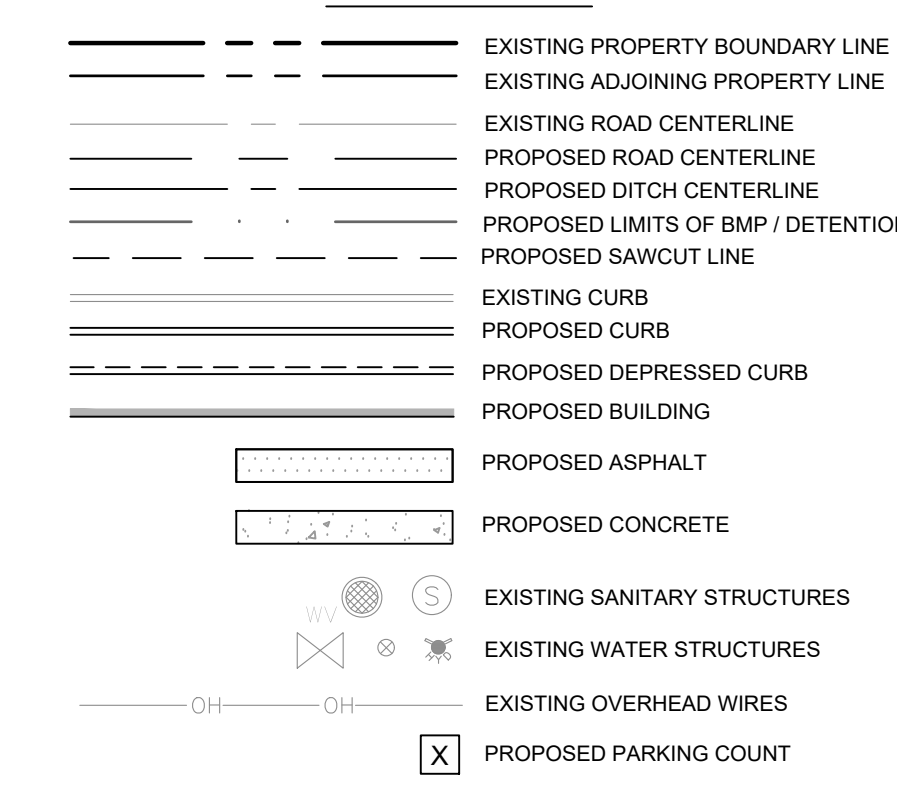 EXISTING PROPERTY BOUNDARY LINE
EXISTING ADJOINING PROPERTY LINE
EXISTING ROAD CENTERLINE
PROPOSED ROAD CENTERLINE
PROPOSED DITCH CENTERLINE
PROPOSED LIMITS OF BMP / DETENTION
PROPOSED SAWCUT LINE
EXISTING CURB
PROPOSED CURB
PROPOSED DEPRESSED CURB
PROPOSED BUILDING
PROPOSED ASPHALT
PROPOSED CONCRETE
S EXISTING SANITARY STRUCTURES
WV
EXISTING WATER STRUCTURES
OH OH EXISTING OVERHEAD WIRES
X PROPOSED PARKING COUNT